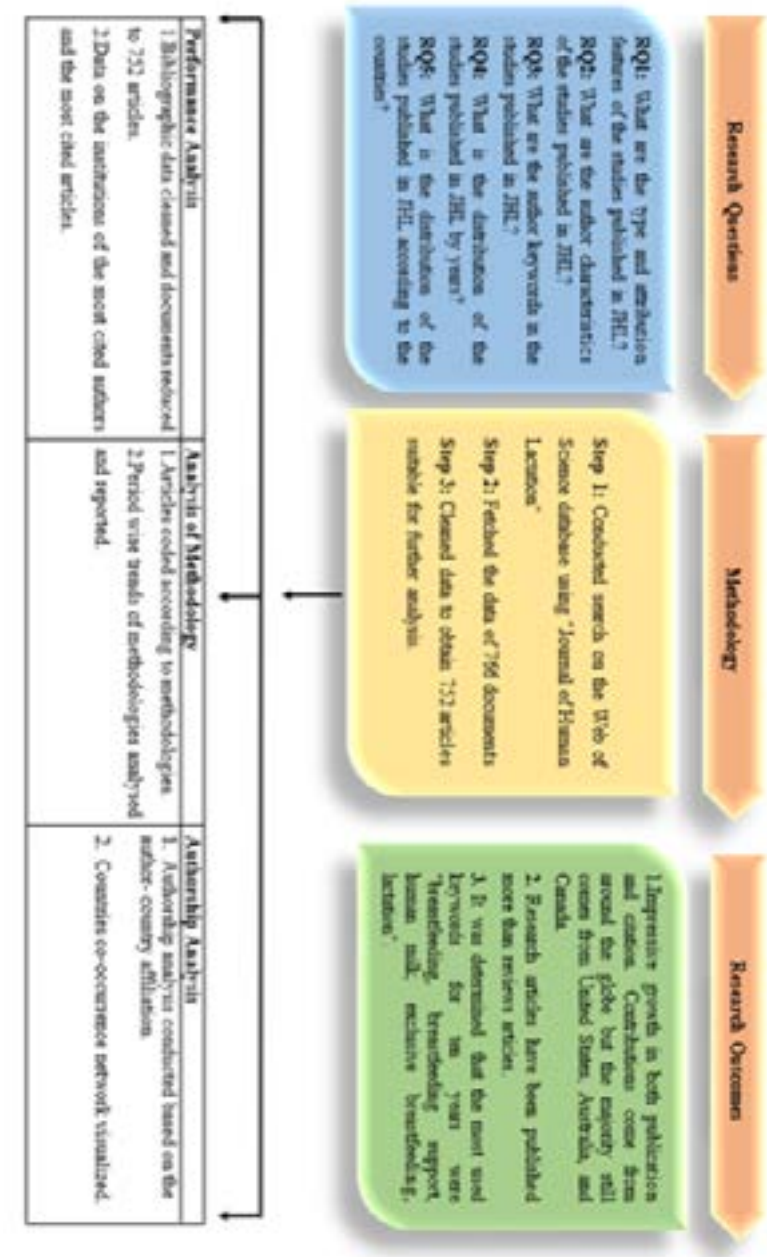 Research Questions
RQ1: What are the type and attribution
features of the studies published in JHL?
RQ2: What are the author characteristics
of the studies published in JHL?
RQ3: What are the author keywords in the
studies published in JHL?
RQ4: What is the distribution of the
studies published in JHL by years?
RQ5: What is the distribution of the
studies published in JHL according to the
countries?
Methodology
Step 1: Conducted search on the Web of
Science database using "Journal of Human
Lactation"
Step 2: Fetched the data of 766 documents
Step 3: Cleaned data to obtain 752 articles
suitable for further analysis.
Research Outcomes
1.Impressive growth in both publication
and citation. Contributions come from
around the globe but the majority still
comes from United States, Australia, and
Canada.
2. Research articles have been published
more than reviews articles.
3. It was determined that the most used
keywords for ten years were
"breastfeeding, breastfeeding support,
human milk, exclusive breastfeeding,
lactation"
Performance Analysis
1.Bibliographic data cleaned and documents reduced
to 752 articles.
2.Data on the institutions of the most cited authors
and the most cited articles.
Analysis of Methodology
1.Articles coded according to methodologies.
2.Period wise trends of methodologies analysed
and reported.
Authorship Analysis
1. Authorship analysis conducted based on the
author- country affiliation.
2. Countries co-occurrence network visualized.